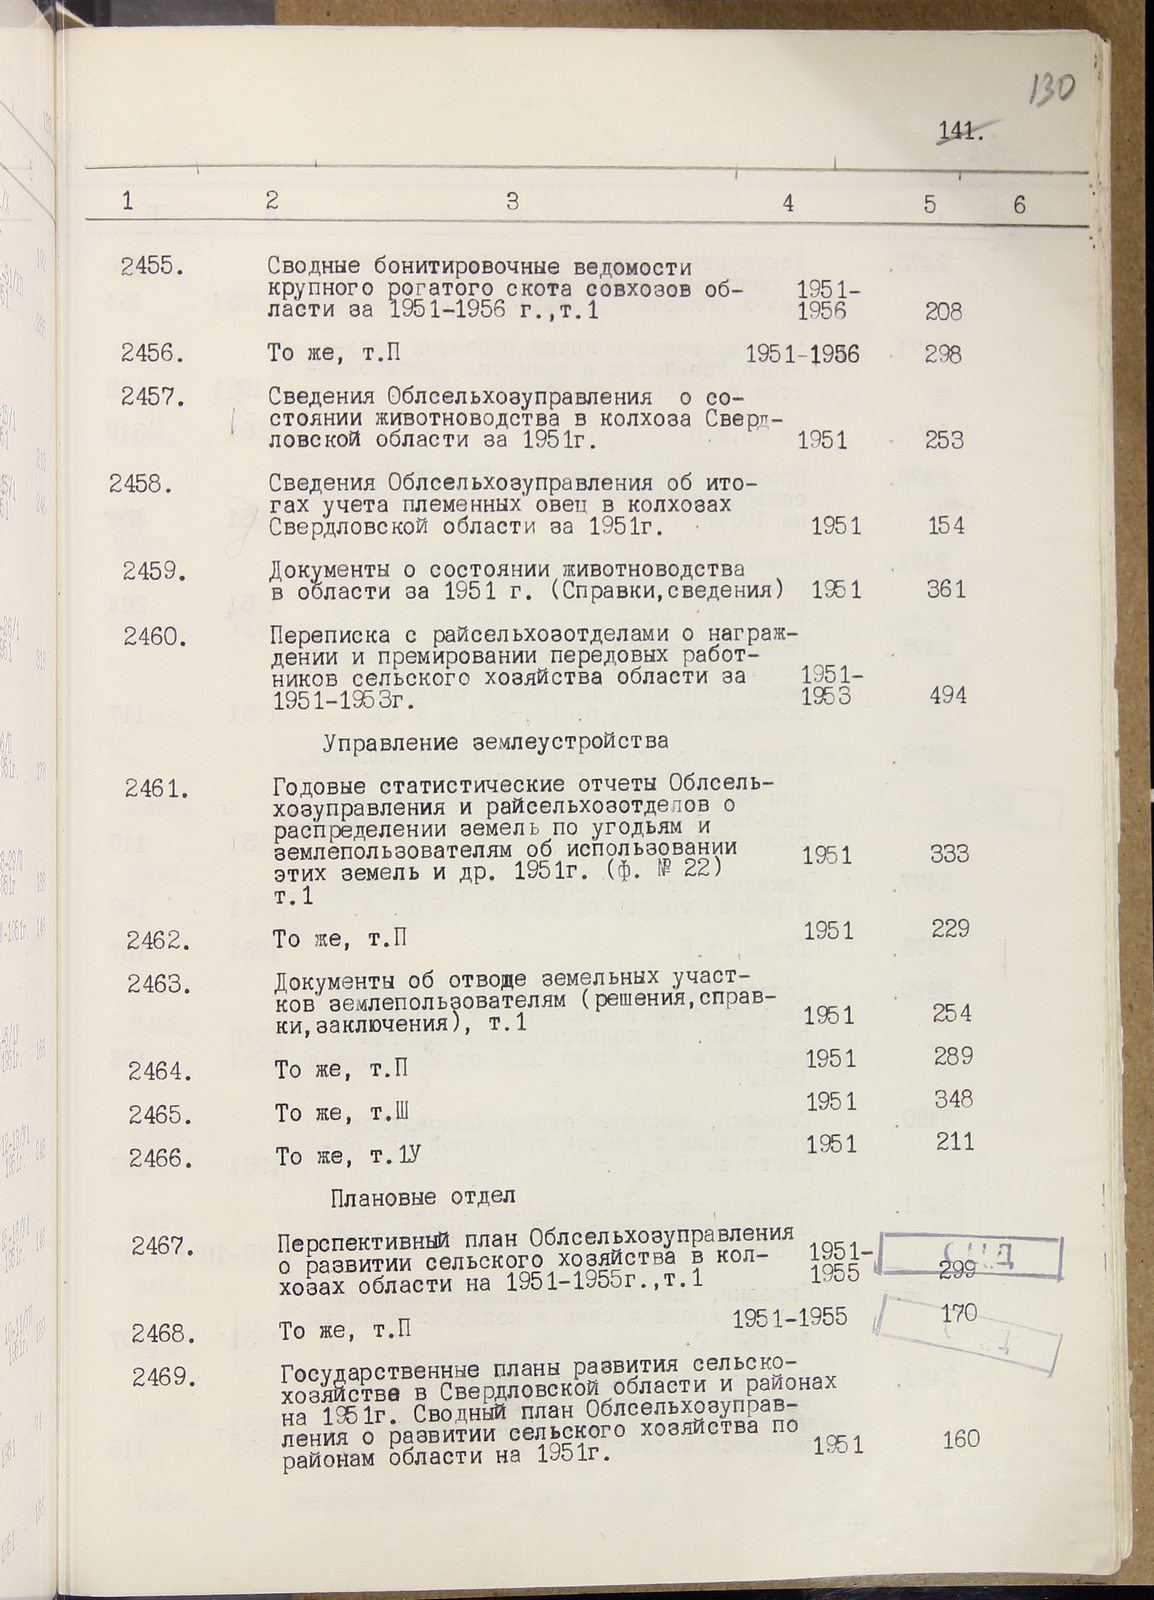 130
141.
1 2 3 4 5 6
2455. Сводные бонитировочные ведомости
крупного рогатого скота совхозов об- 1951-
ласти за 1951-1956 г.,т.1 1956 208
2456. То же, т.П 1951-1956 298
2457. Сведения Облсельхозуправления о со-
стоянии животноводства в колхоза Сверд-
ловской области за 1951г. 1951 253
2458. Сведения Облсельхозуправления об ито-
гах учета племенных овец в колхозах
Свердловской области за 1951г. 1951 154
2459. Документы о состоянии животноводства
в области за 1951 г. (Справки,сведения) 1951 361
2460. Переписка с райсельхозотделами о награж-
дении и премировании передовых работ-
ников сельского хозяйства области за 1951-
1951-1953г. 1953 494
Управление землеустройства
2461. Годовые статистические отчеты Облсель-
хозуправления и райсельхозотделов о
распределении земель по угодьям и
землепользователям об использовании 1951 333
этих земель и др. 1951г. (ф. № 22)
т.1
2462. То же, т.П 1951 229
2463. Документы об отводе земельных участ-
ков землепользователям (решения,справ-
ки,заключения), т.1 1951 254
2464. То же, т.П 1951 289
2465. То же, т.Ш 1951 348
2466. То же, т.1У 1951 211
Плановые отдел
2467. Перспективный план Облсельхозуправления
о развитии сельского хозяйства в кол- 1951-
хозах области на 1951-1955г.,т.1 1955 299
2468. То же, т.П 1951-1955 170
2469. Государственные планы развития сельско-
хозяйства в Свердловской области и районах
на 1951г. Сводный план Облсельхозуправ-
ления о развитии сельского хозяйства по
районам области на 1951г. 1951 160